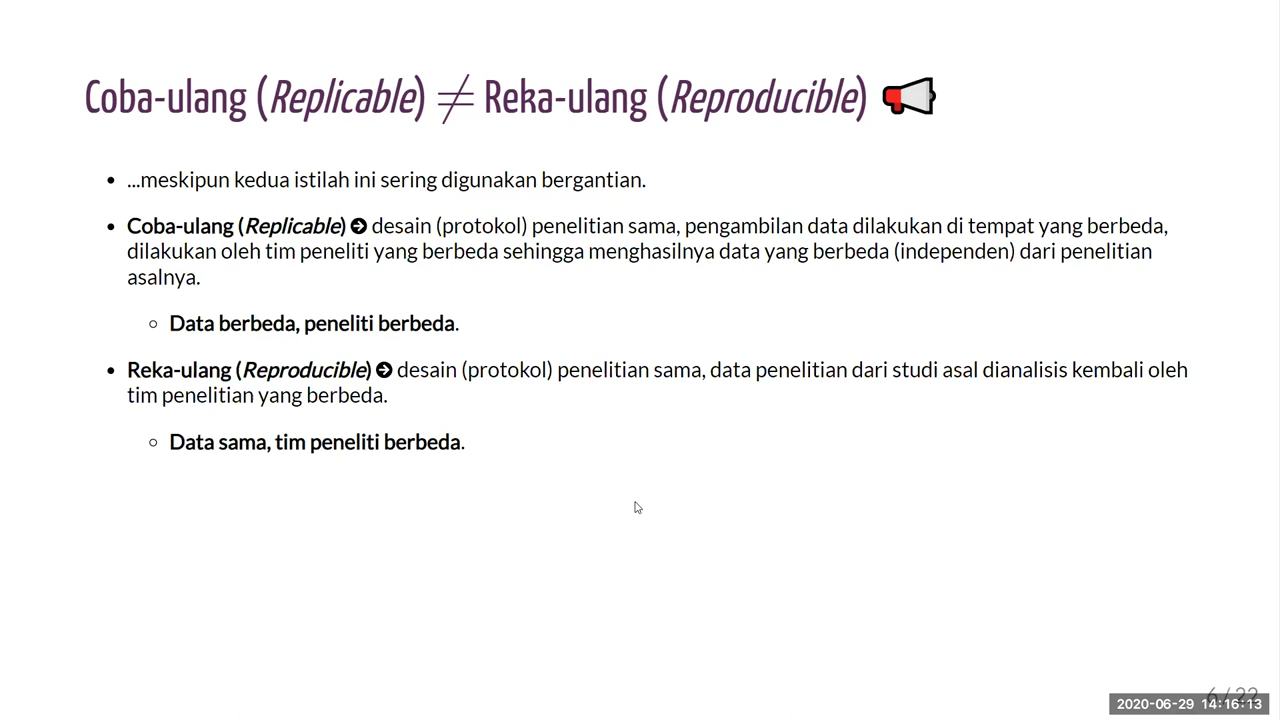 Coba-ulang (Replicable) ≠ Reka-ulang (Reproducible)
...meskipun kedua istilah ini sering digunakan bergantian.
Coba-ulang (Replicable) ➔ desain (protokol) penelitian sama, pengambilan data dilakukan di tempat yang berbeda,
dilakukan oleh tim peneliti yang berbeda sehingga menghasilnya data yang berbeda (independen) dari penelitian
asalnya.
Data berbeda, peneliti berbeda.
Reka-ulang (Reproducible) ➔ desain (protokol) penelitian sama, data penelitian dari studi asal dianalisis kembali oleh
tim penelitian yang berbeda.
Data sama, tim peneliti berbeda.
6 / 22
2020-06-29 14:16:13